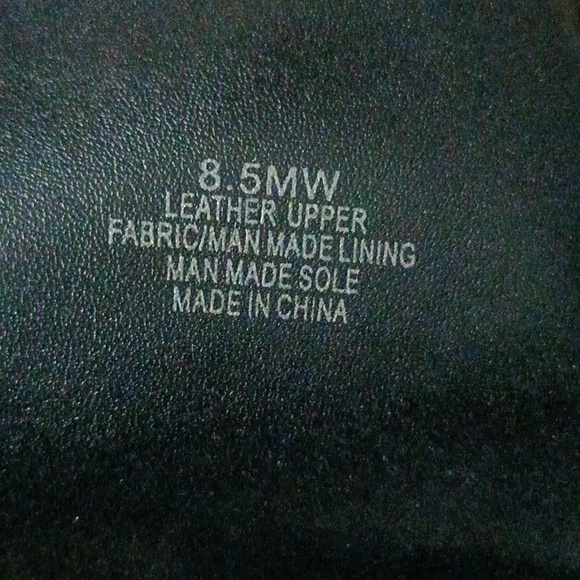 8.5MW
LEATHER UPPER
FABRIC/MAN MADE LINING
MAN MADE SOLE
MADE IN CHINA